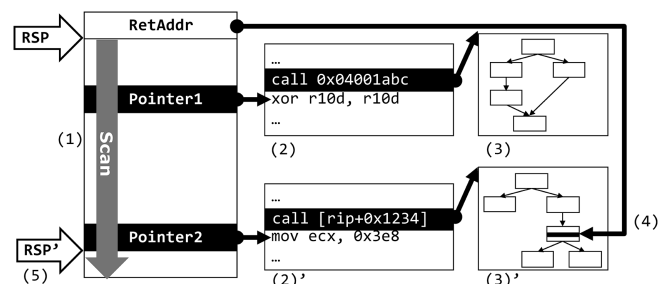 RSP
RetAddr
(1)
Scan
Pointer1
…
call 0x04001abc
xor r10d, r10d
…
(2)
(3)
RSP’
(5)
Pointer2
…
call [rip+0x1234]
mov ecx, 0x3e8
…
(2)’
(3)’
(4)